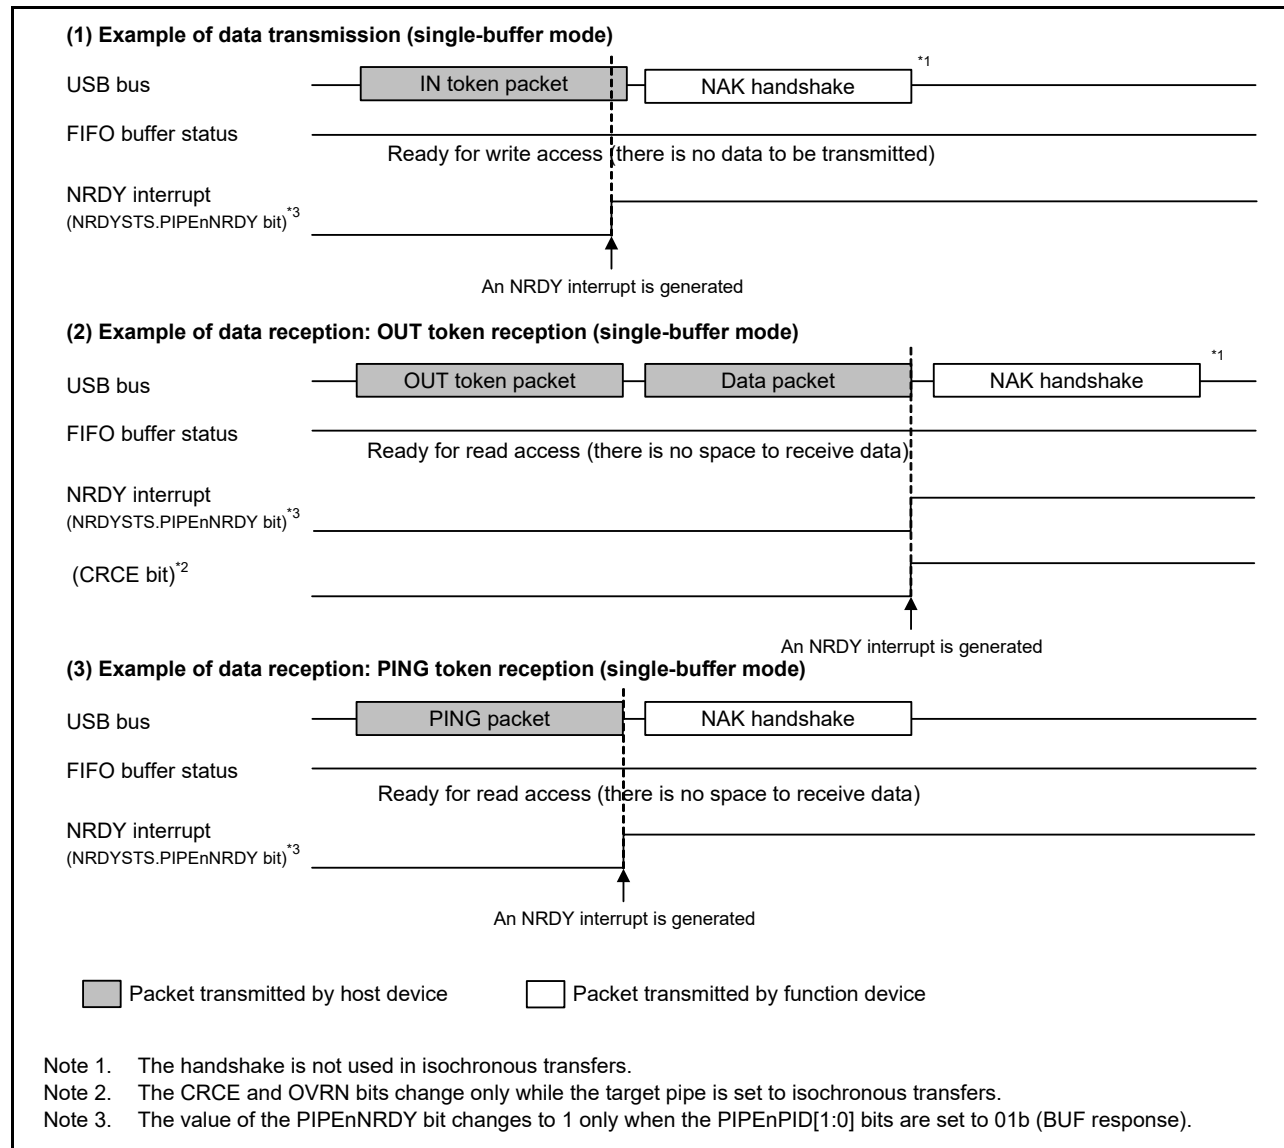 (1) Example of data transmission (single-buffer mode)
USB bus
IN token packet
NAK handshake
*1
FIFO buffer status
Ready for write access (there is no data to be transmitted)
NRDY interrupt
(NRDYSTS.PIPEnNRDY bit)*3
An NRDY interrupt is generated
(2) Example of data reception: OUT token reception (single-buffer mode)
USB bus
OUT token packet
Data packet
NAK handshake
*1
FIFO buffer status
Ready for read access (there is no space to receive data)
NRDY interrupt
(NRDYSTS.PIPEnNRDY bit)*3
(CRCE bit)*2
An NRDY interrupt is generated
(3) Example of data reception: PING token reception (single-buffer mode)
USB bus
PING packet
NAK handshake
FIFO buffer status
Ready for read access (there is no space to receive data)
NRDY interrupt
(NRDYSTS.PIPEnNRDY bit)*3
An NRDY interrupt is generated
Packet transmitted by host device
Packet transmitted by function device
Note 1. The handshake is not used in isochronous transfers.
Note 2. The CRCE and OVRN bits change only while the target pipe is set to isochronous transfers.
Note 3. The value of the PIPEnNRDY bit changes to 1 only when the PIPEnPID[1:0] bits are set to 01b (BUF response).